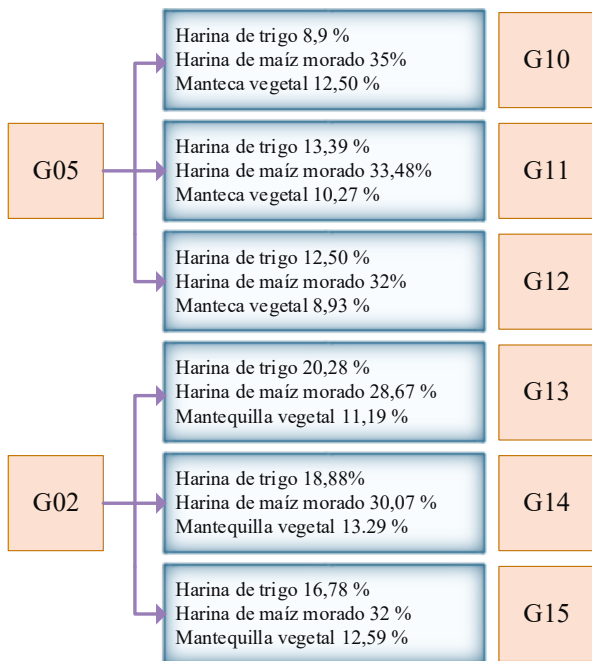 G05
Harina de trigo 8,9 %
Harina de maíz morado 35%
Manteca vegetal 12,50 %
G10
Harina de trigo 13,39 %
Harina de maíz morado 33,48%
Manteca vegetal 10,27 %
G11
Harina de trigo 12,50 %
Harina de maíz morado 32%
Manteca vegetal 8,93 %
G12
G02
Harina de trigo 20,28 %
Harina de maíz morado 28,67 %
Mantequilla vegetal 11,19 %
G13
Harina de trigo 18,88%
Harina de maíz morado 30,07 %
Mantequilla vegetal 13.29 %
G14
Harina de trigo 16,78 %
Harina de maíz morado 32 %
Mantequilla vegetal 12,59 %
G15